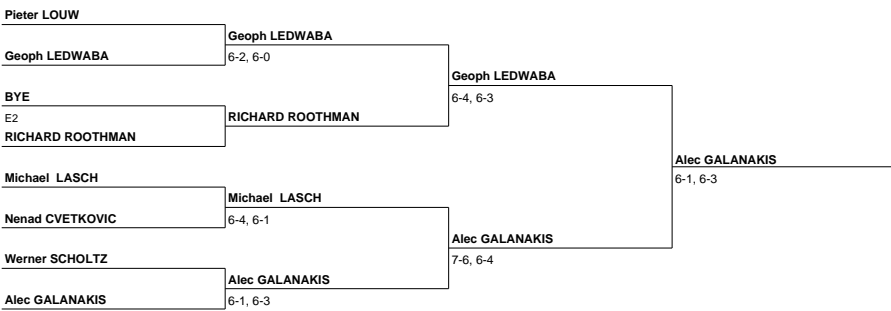 Pieter LOUW
Geoph LEDWABA
Geoph LEDWABA
6-2, 6-0
Geoph LEDWABA
BYE
6-4, 6-3
E2
RICHARD ROOTHMAN
RICHARD ROOTHMAN
Alec GALANAKIS
Michael  LASCH
6-1, 6-3
Michael  LASCH
Nenad CVETKOVIC
6-4, 6-1
Alec GALANAKIS
Werner SCHOLTZ
7-6, 6-4
Alec GALANAKIS
Alec GALANAKIS
6-1, 6-3